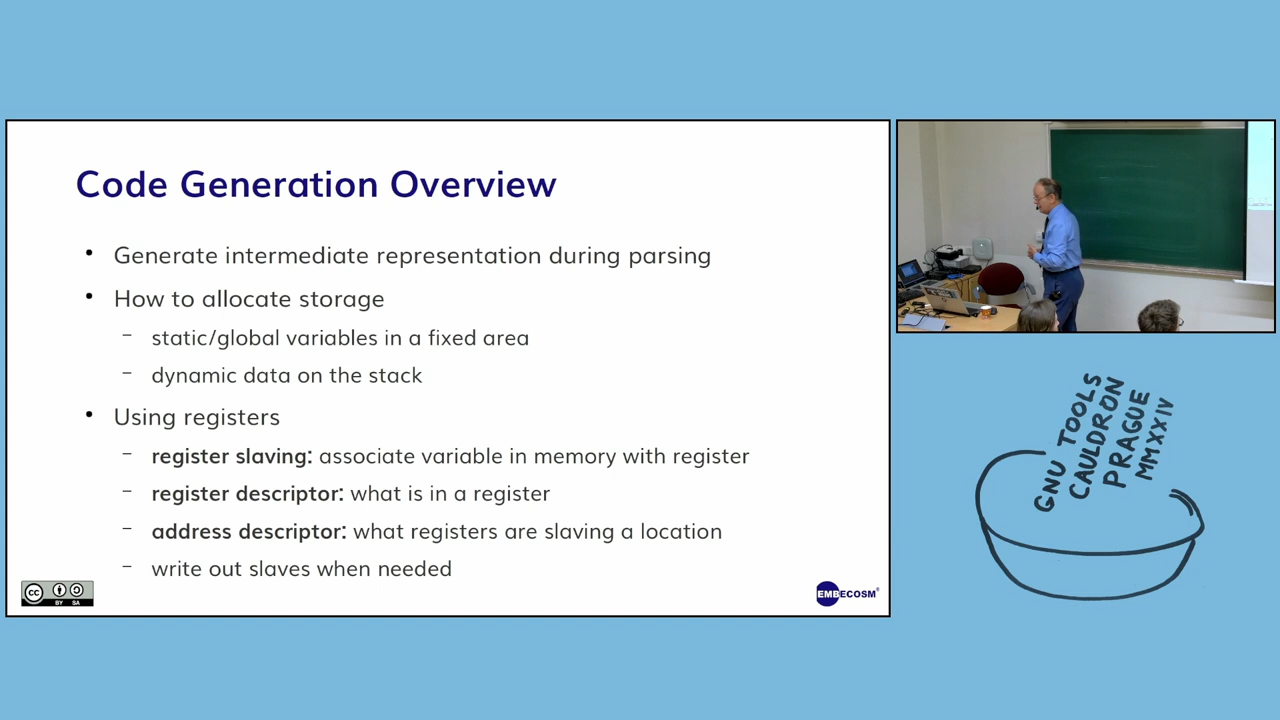 Code Generation Overview
• Generate intermediate representation during parsing
• How to allocate storage
– static/global variables in a fixed area
– dynamic data on the stack
• Using registers
– register slaving: associate variable in memory with register
– register descriptor: what is in a register
– address descriptor: what registers are slaving a location
– write out slaves when needed
cc
BY SA
EMBECOSM®
GNU TOOLS
CAULDRON
PRAGUE
MMXXIV